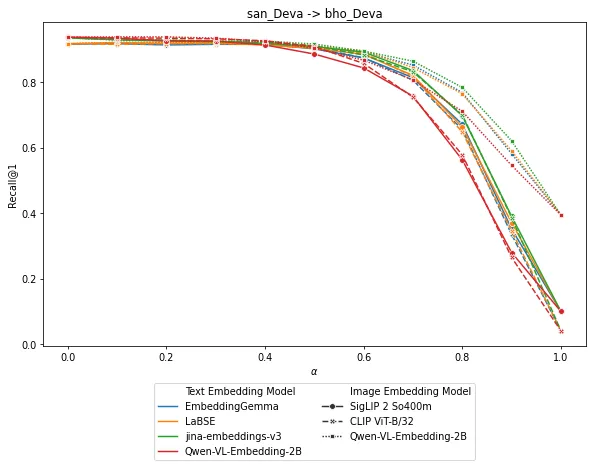 san_Deva -> bho_Deva
Recall@1
0.8
0.6
0.4
0.2
0.0
0.0 0.2 0.4 0.6 0.8 1.0
α
Text Embedding Model
EmbeddingGemma
LaBSE
jina-embeddings-v3
Qwen-VL-Embedding-2B
Image Embedding Model
SigLIP 2 So400m
CLIP ViT-B/32
Qwen-VL-Embedding-2B